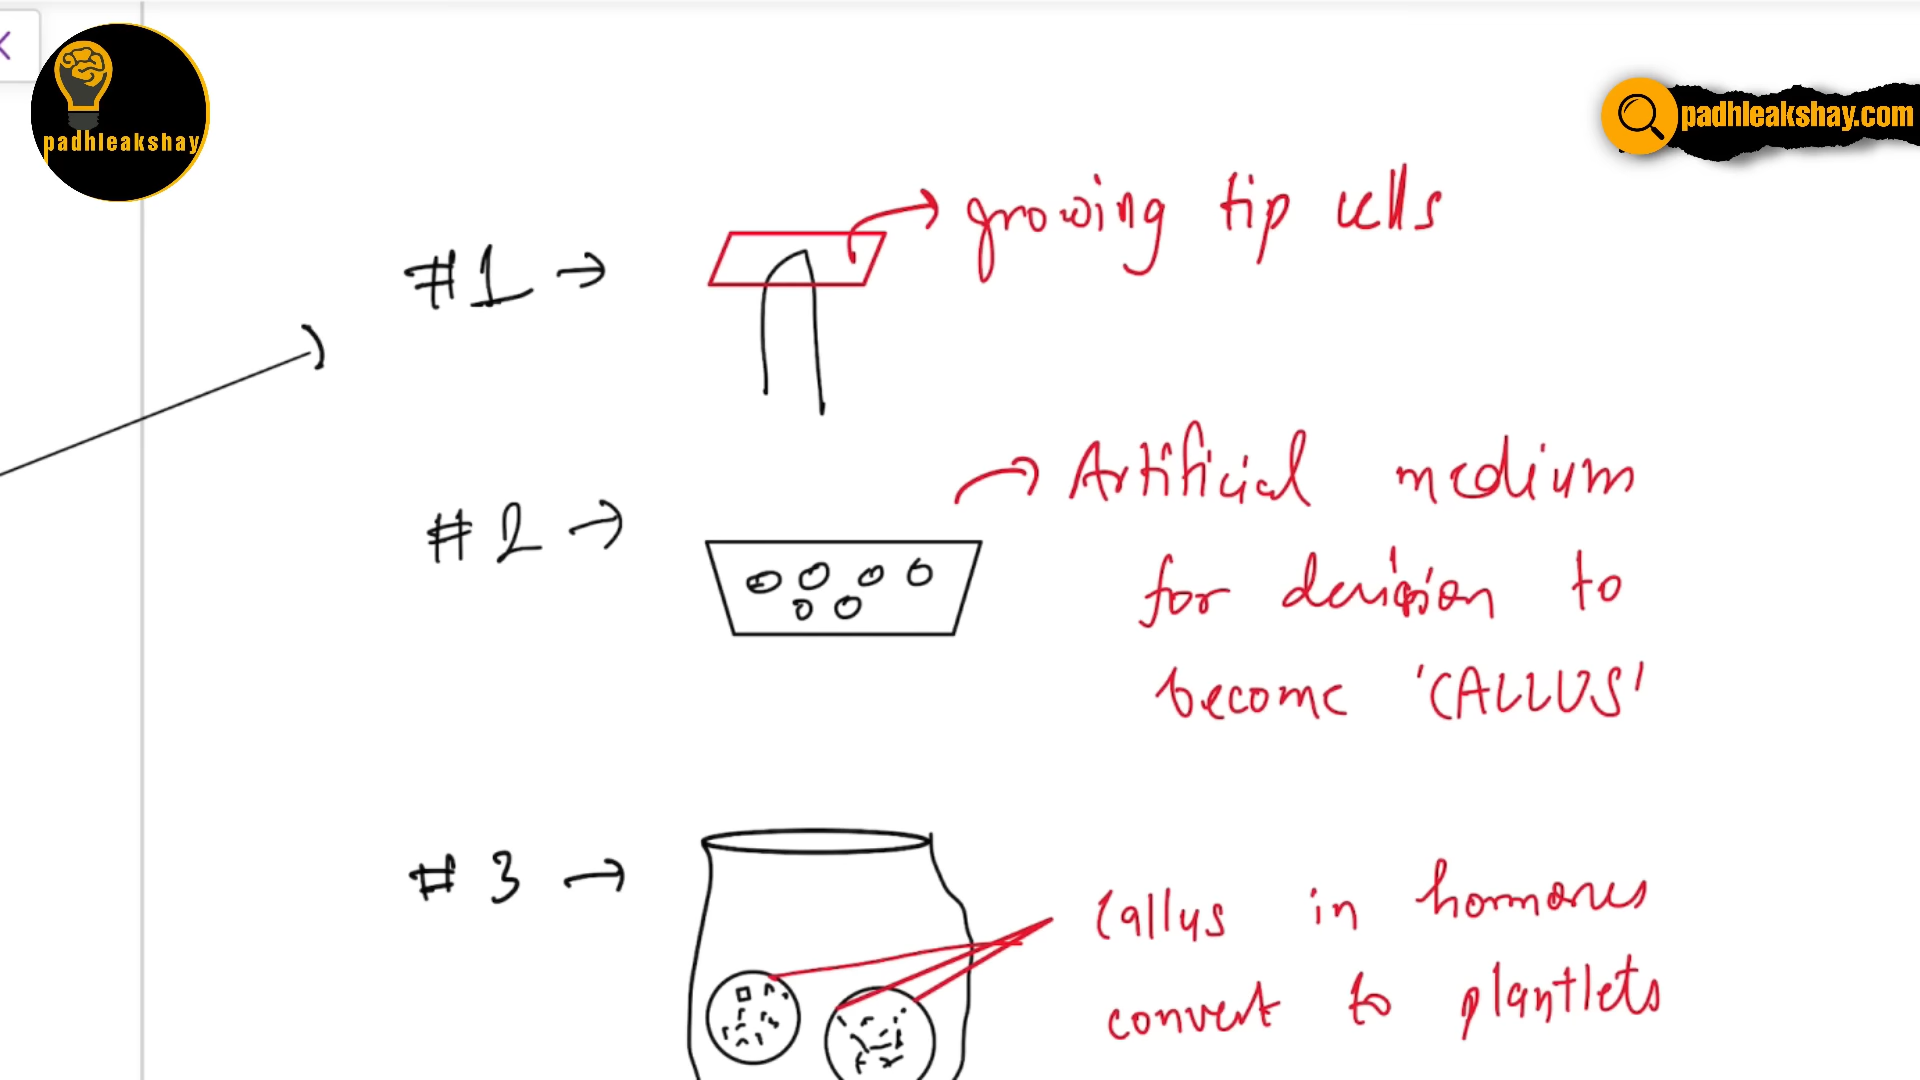 padhleakshay
padhleakshay.com
#1 → growing tip cells
#2 → Artificial medium
for devision to
become 'CALLUS'
#3 → Callus in hormones
convert to plantlets